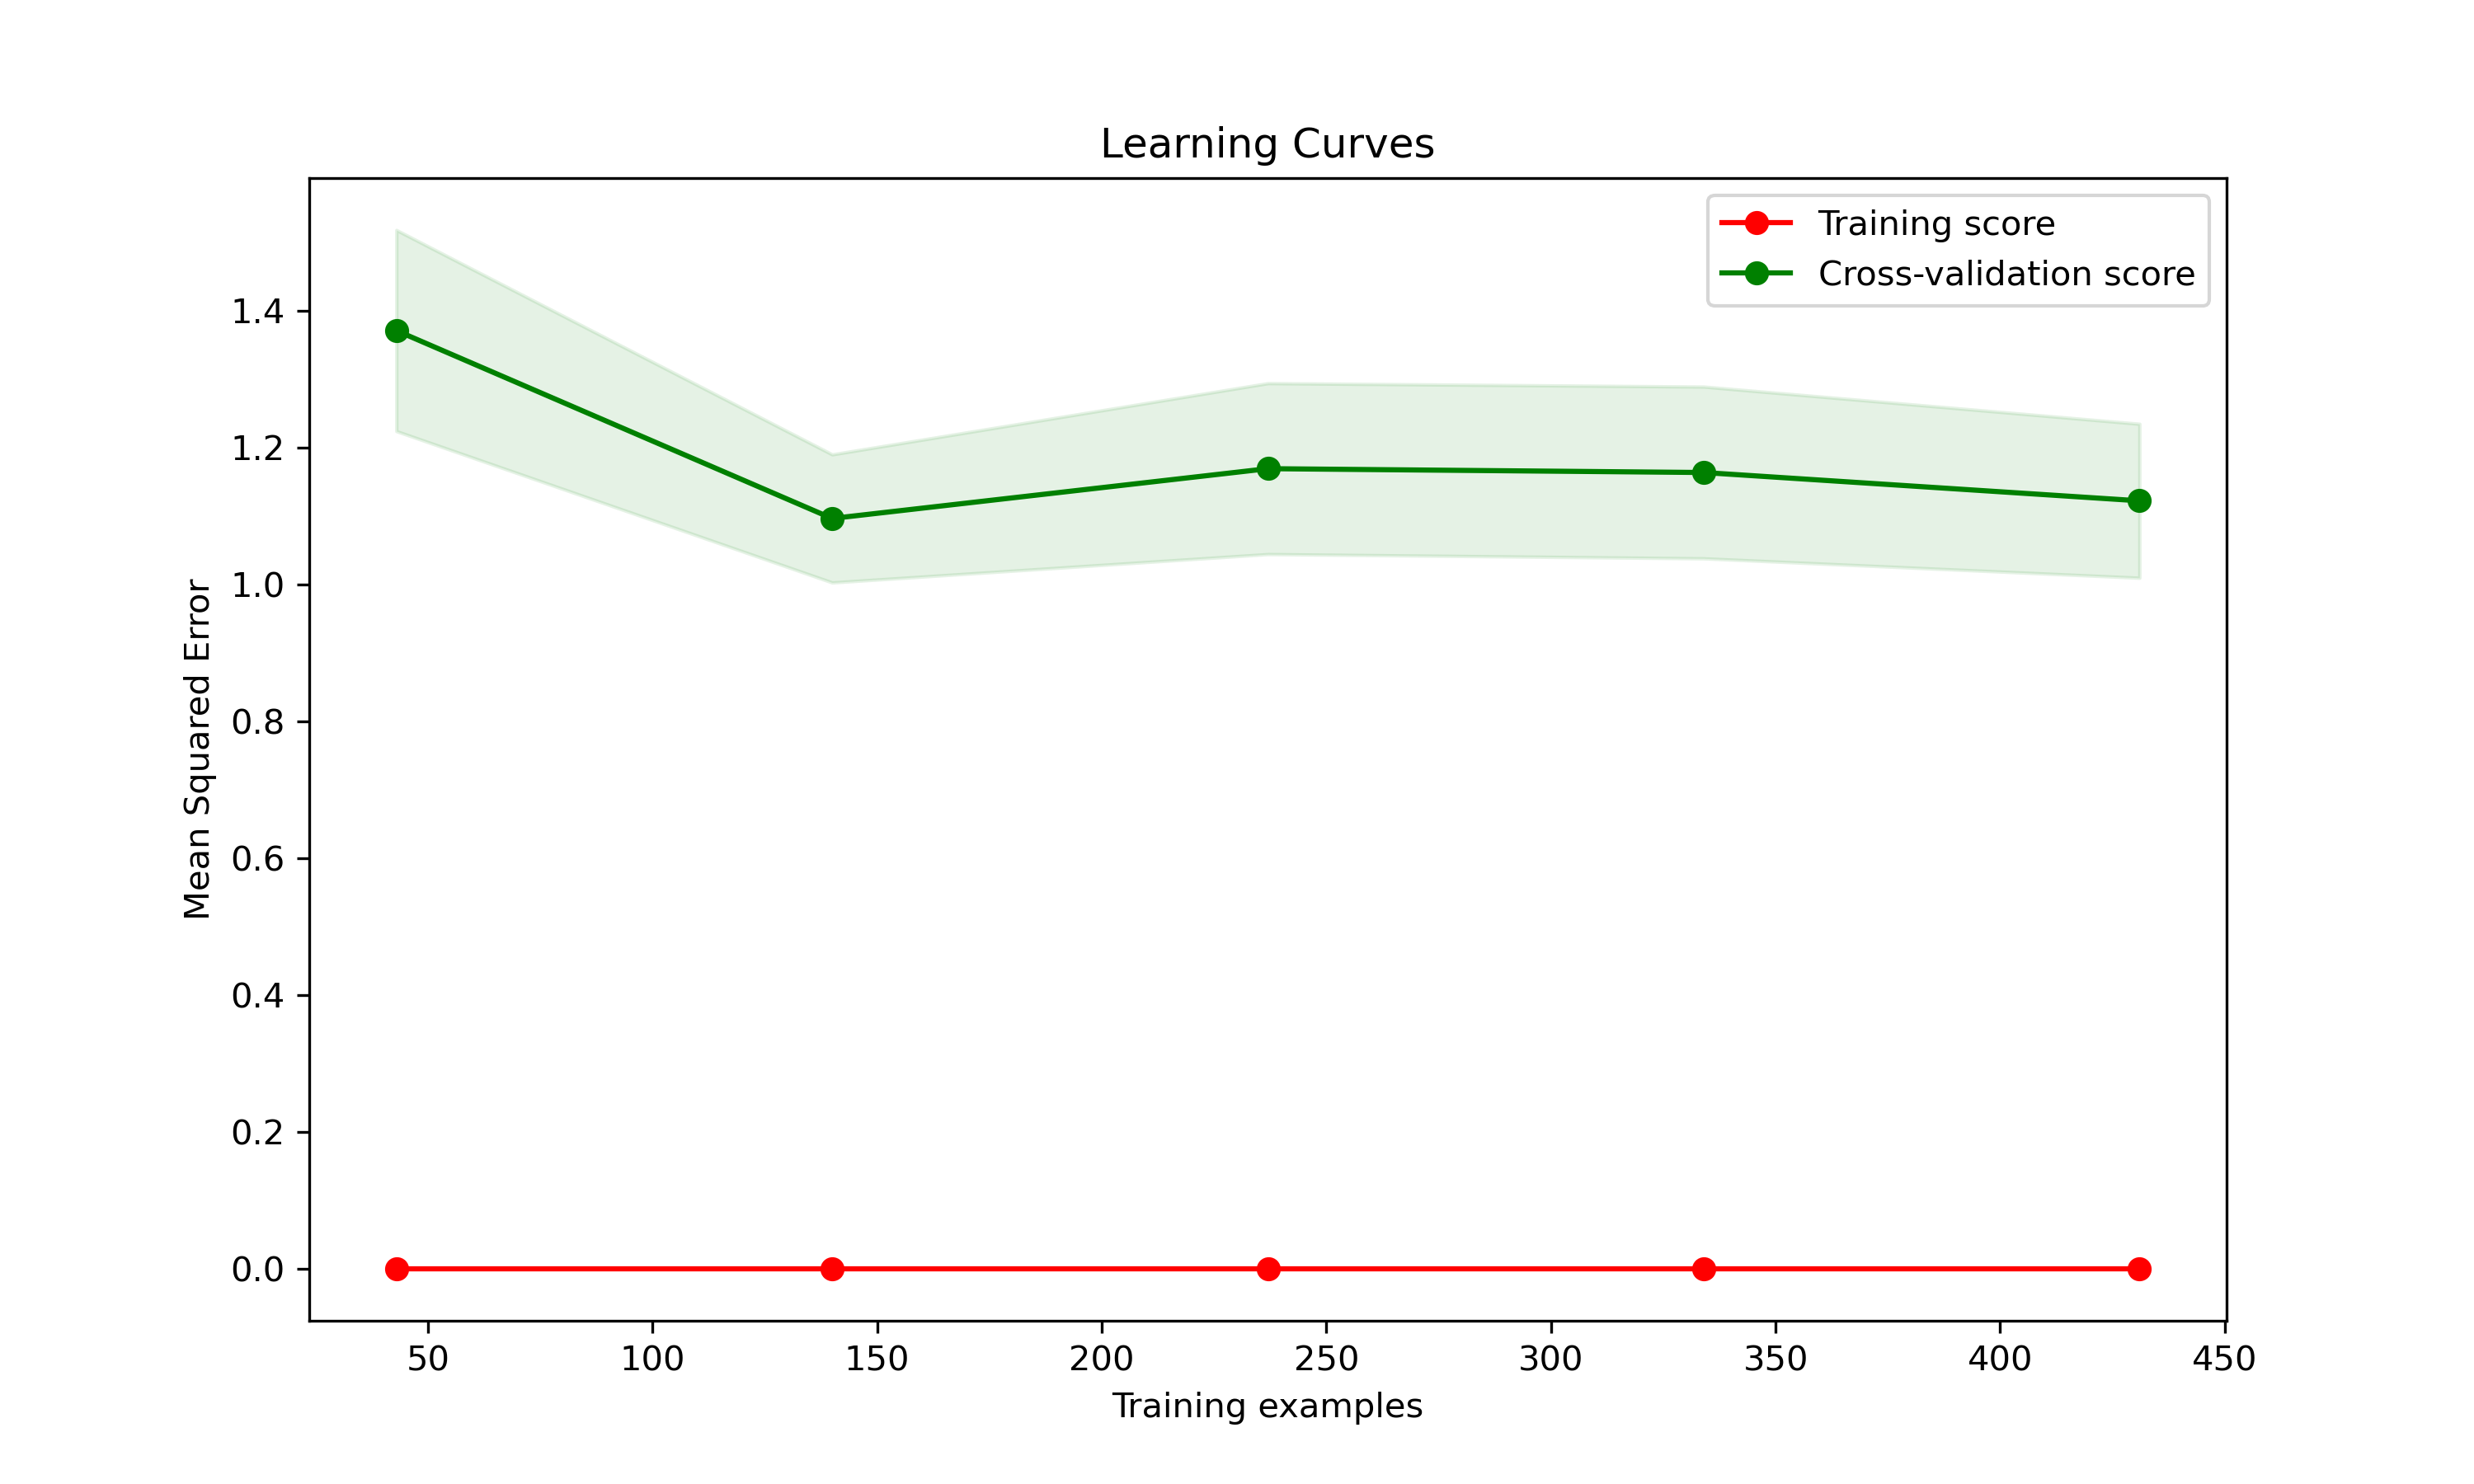 Learning Curves
Training score
Cross-validation score
Mean Squared Error
1.4
1.2
1.0
0.8
0.6
0.4
0.2
0.0
50 100 150 200 250 300 350 400 450
Training examples